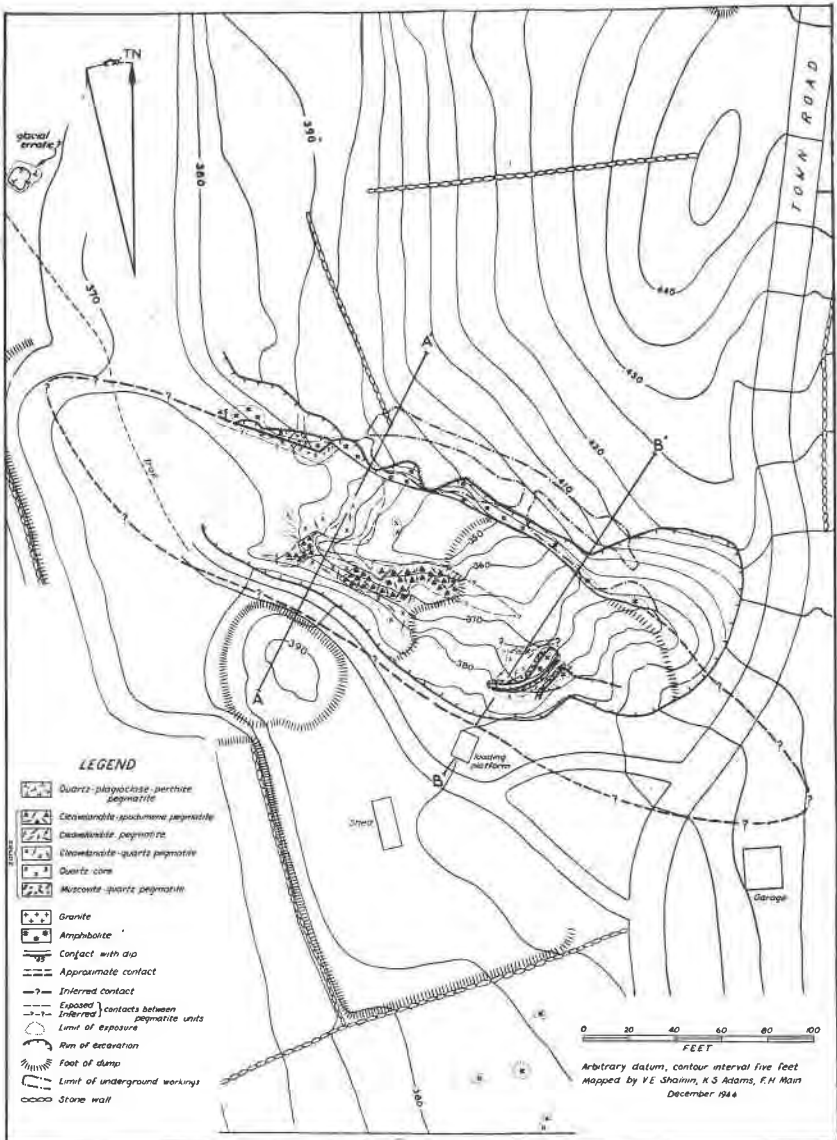 TN
glacial
erratic?
380
390
370
TOWN ROAD
440
430
420
410
A'
B'
trail
350
360
370
380
390
A
B
loading
platform
Shed
Garage
LEGEND
Quartz-plagioclase-perthite
pegmatite
Cleavelandite-spodumene pegmatite
Cleavelandite pegmatite
Cleavelandite-quartz pegmatite
Quartz core
Muscovite-quartz pegmatite
zones
Granite
Amphibolite
Contact with dip
Approximate contact
Inferred contact
Exposed
Inferred
contacts between
pegmatite units
Limit of exposure
Rim of excavation
Foot of dump
Limit of underground workings
Stone wall
380
0 20 40 60 80 100
FEET
Arbitrary datum, contour interval five feet
Mapped by V E Shainin, K S Adams, F. H Main
December 1944